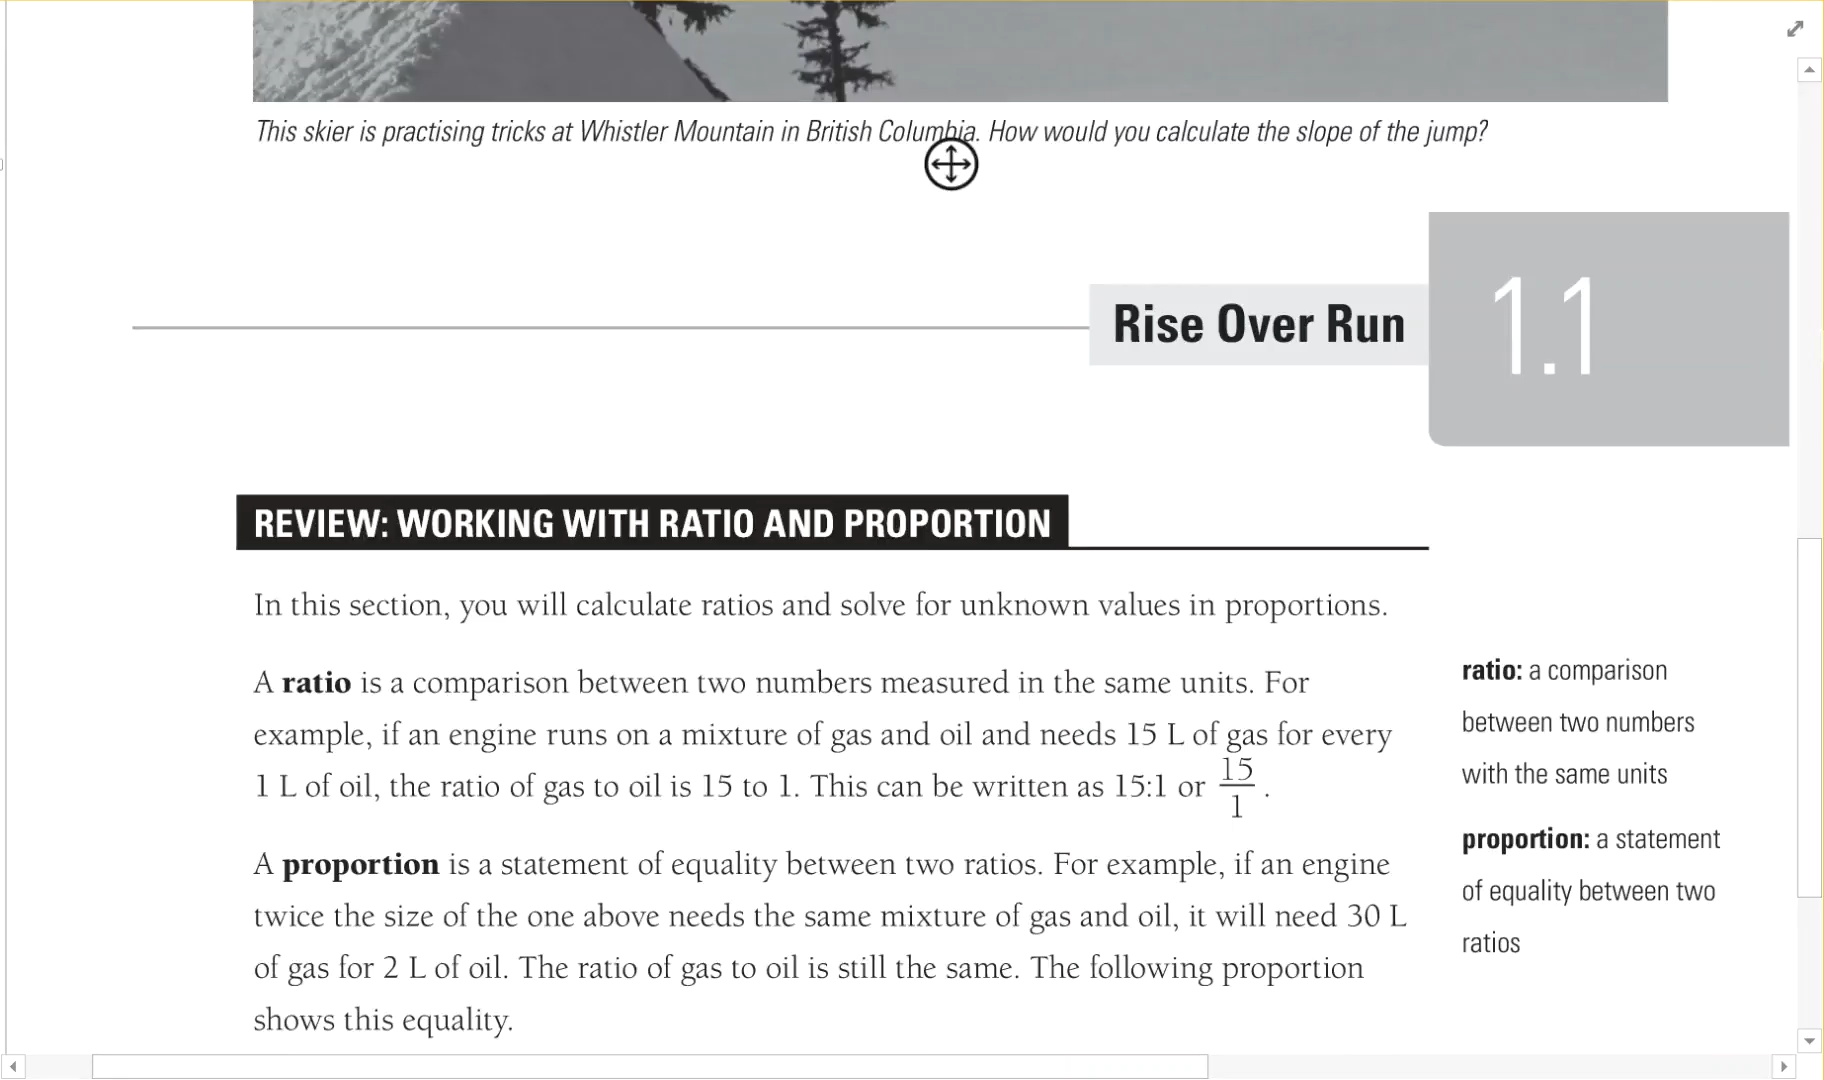 This skier is practising tricks at Whistler Mountain in British Columbia. How would you calculate the slope of the jump?
Rise Over Run
1.1
REVIEW: WORKING WITH RATIO AND PROPORTION
In this section, you will calculate ratios and solve for unknown values in proportions.
A ratio is a comparison between two numbers measured in the same units. For
example, if an engine runs on a mixture of gas and oil and needs 15 L of gas for every
1 L of oil, the ratio of gas to oil is 15 to 1. This can be written as 15:1 or 15/1.
A proportion is a statement of equality between two ratios. For example, if an engine
twice the size of the one above needs the same mixture of gas and oil, it will need 30 L
of gas for 2 L of oil. The ratio of gas to oil is still the same. The following proportion
shows this equality.
ratio: a comparison
between two numbers
with the same units
proportion: a statement
of equality between two
ratios